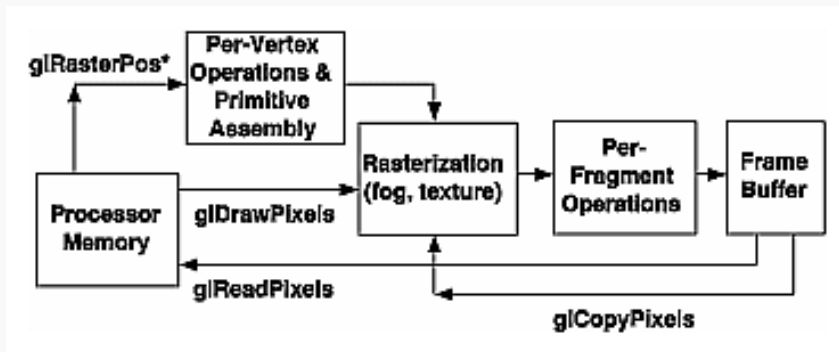 glRasterPos*
Per-Vertex
Operations &
Primitive
Assembly
Processor
Memory
glDrawPixels
Rasterization
(fog, texture)
Per-
Fragment
Operations
Frame
Buffer
glReadPixels
glCopyPixels